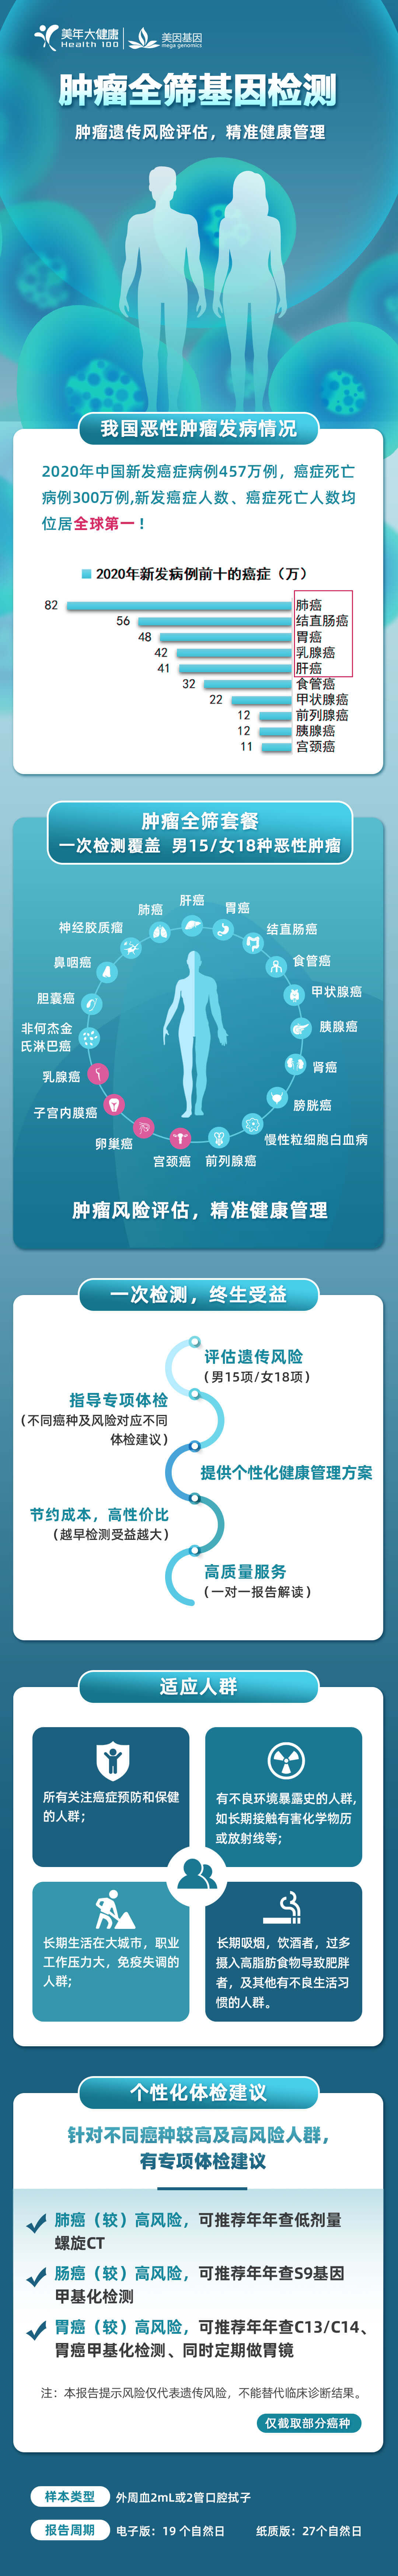 美年大健康
Health 100
美因基因
mega genomics
肿瘤全筛基因检测
肿瘤遗传风险评估，精准健康管理
我国恶性肿瘤发病情况
2020年中国新发癌症病例457万例，癌症死亡
病例300万例,新发癌症人数、癌症死亡人数均
位居全球第一！
2020年新发病例前十的癌症（万）
82 肺癌
56 结直肠癌
48 胃癌
42 乳腺癌
41 肝癌
32 食管癌
22 甲状腺癌
12 前列腺癌
12 胰腺癌
11 宫颈癌
肿瘤全筛套餐
一次检测覆盖 男15/女18种恶性肿瘤
肝癌
胃癌
结直肠癌
食管癌
甲状腺癌
胰腺癌
肾癌
膀胱癌
慢性粒细胞白血病
前列腺癌
宫颈癌
卵巢癌
子宫内膜癌
乳腺癌
非何杰金
氏淋巴癌
胆囊癌
鼻咽癌
神经胶质瘤
肺癌
肿瘤风险评估，精准健康管理
一次检测，终生受益
评估遗传风险
（男15项/女18项）
指导专项体检
（不同癌种及风险对应不同
体检建议）
提供个性化健康管理方案
节约成本，高性价比
（越早检测受益越大）
高质量服务
（一对一报告解读）
适应人群
所有关注癌症预防和保健
的人群；
有不良环境暴露史的人群，
如长期接触有害化学物历
或放射线等；
长期生活在大城市，职业
工作压力大，免疫失调的
人群；
长期吸烟，饮酒者，过多
摄入高脂肪食物导致肥胖
者，及其他有不良生活习
惯的人群。
个性化体检建议
针对不同癌种较高及高风险人群，
有专项体检建议
肺癌（较）高风险，可推荐年年查低剂量
螺旋CT
肠癌（较）高风险，可推荐年年查S9基因
甲基化检测
胃癌（较）高风险，可推荐年年查C13/C14、
胃癌甲基化检测、同时定期做胃镜
注：本报告提示风险仅代表遗传风险，不能替代临床诊断结果。
仅截取部分癌种
样本类型 外周血2mL或2管口腔拭子
报告周期 电子版：19个自然日 纸质版：27个自然日